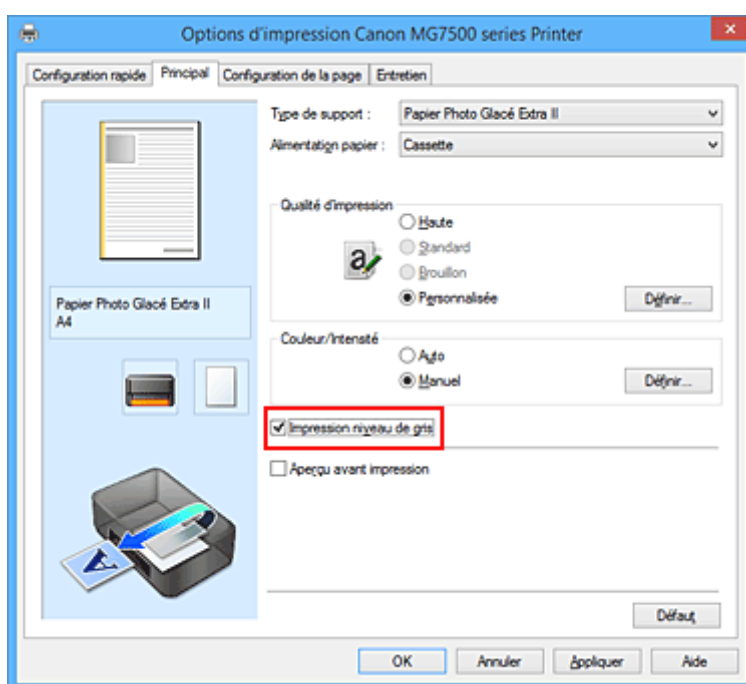 Options d'impression Canon MG7500 series Printer
Configuration rapide Principal Configuration de la page Entretien
Type de support : Papier Photo Glacé Extra II
Alimentation papier : Cassette
Qualité d'impression
Haute
Standard
Brouillon
Personnalisée Définir...
Papier Photo Glacé Extra II
A4
Couleur/Intensité
Auto
Manuel Définir...
Impression niveau de gris
Aperçu avant impression
Défaut
OK Annuler Appliquer Aide